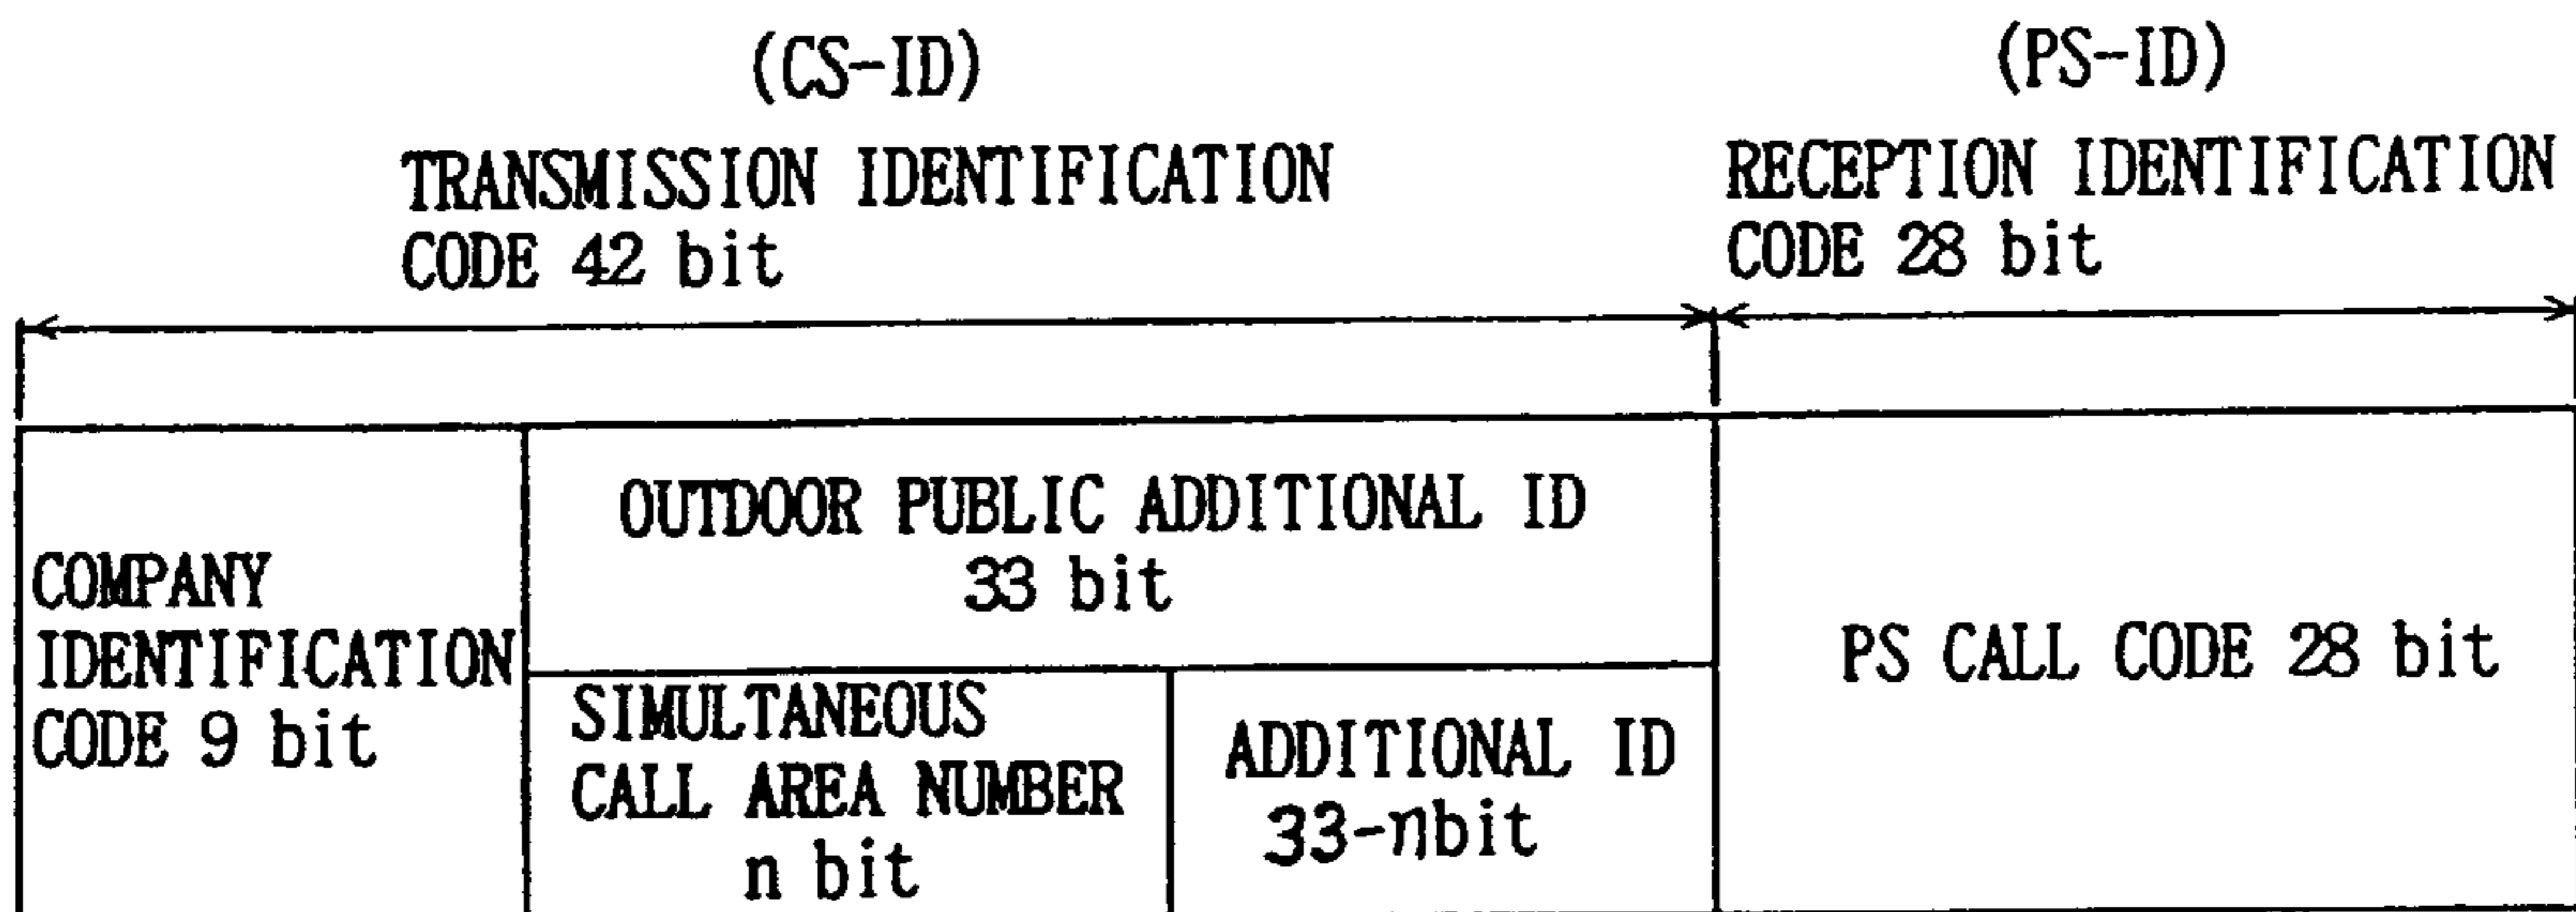 (CS-ID)
TRANSMISSION IDENTIFICATION
CODE 42 bit
(PS-ID)
RECEPTION IDENTIFICATION
CODE 28 bit
COMPANY
IDENTIFICATION
CODE 9 bit
OUTDOOR PUBLIC ADDITIONAL ID
33 bit
SIMULTANEOUS
CALL AREA NUMBER
n bit
ADDITIONAL ID
33-nbit
PS CALL CODE 28 bit